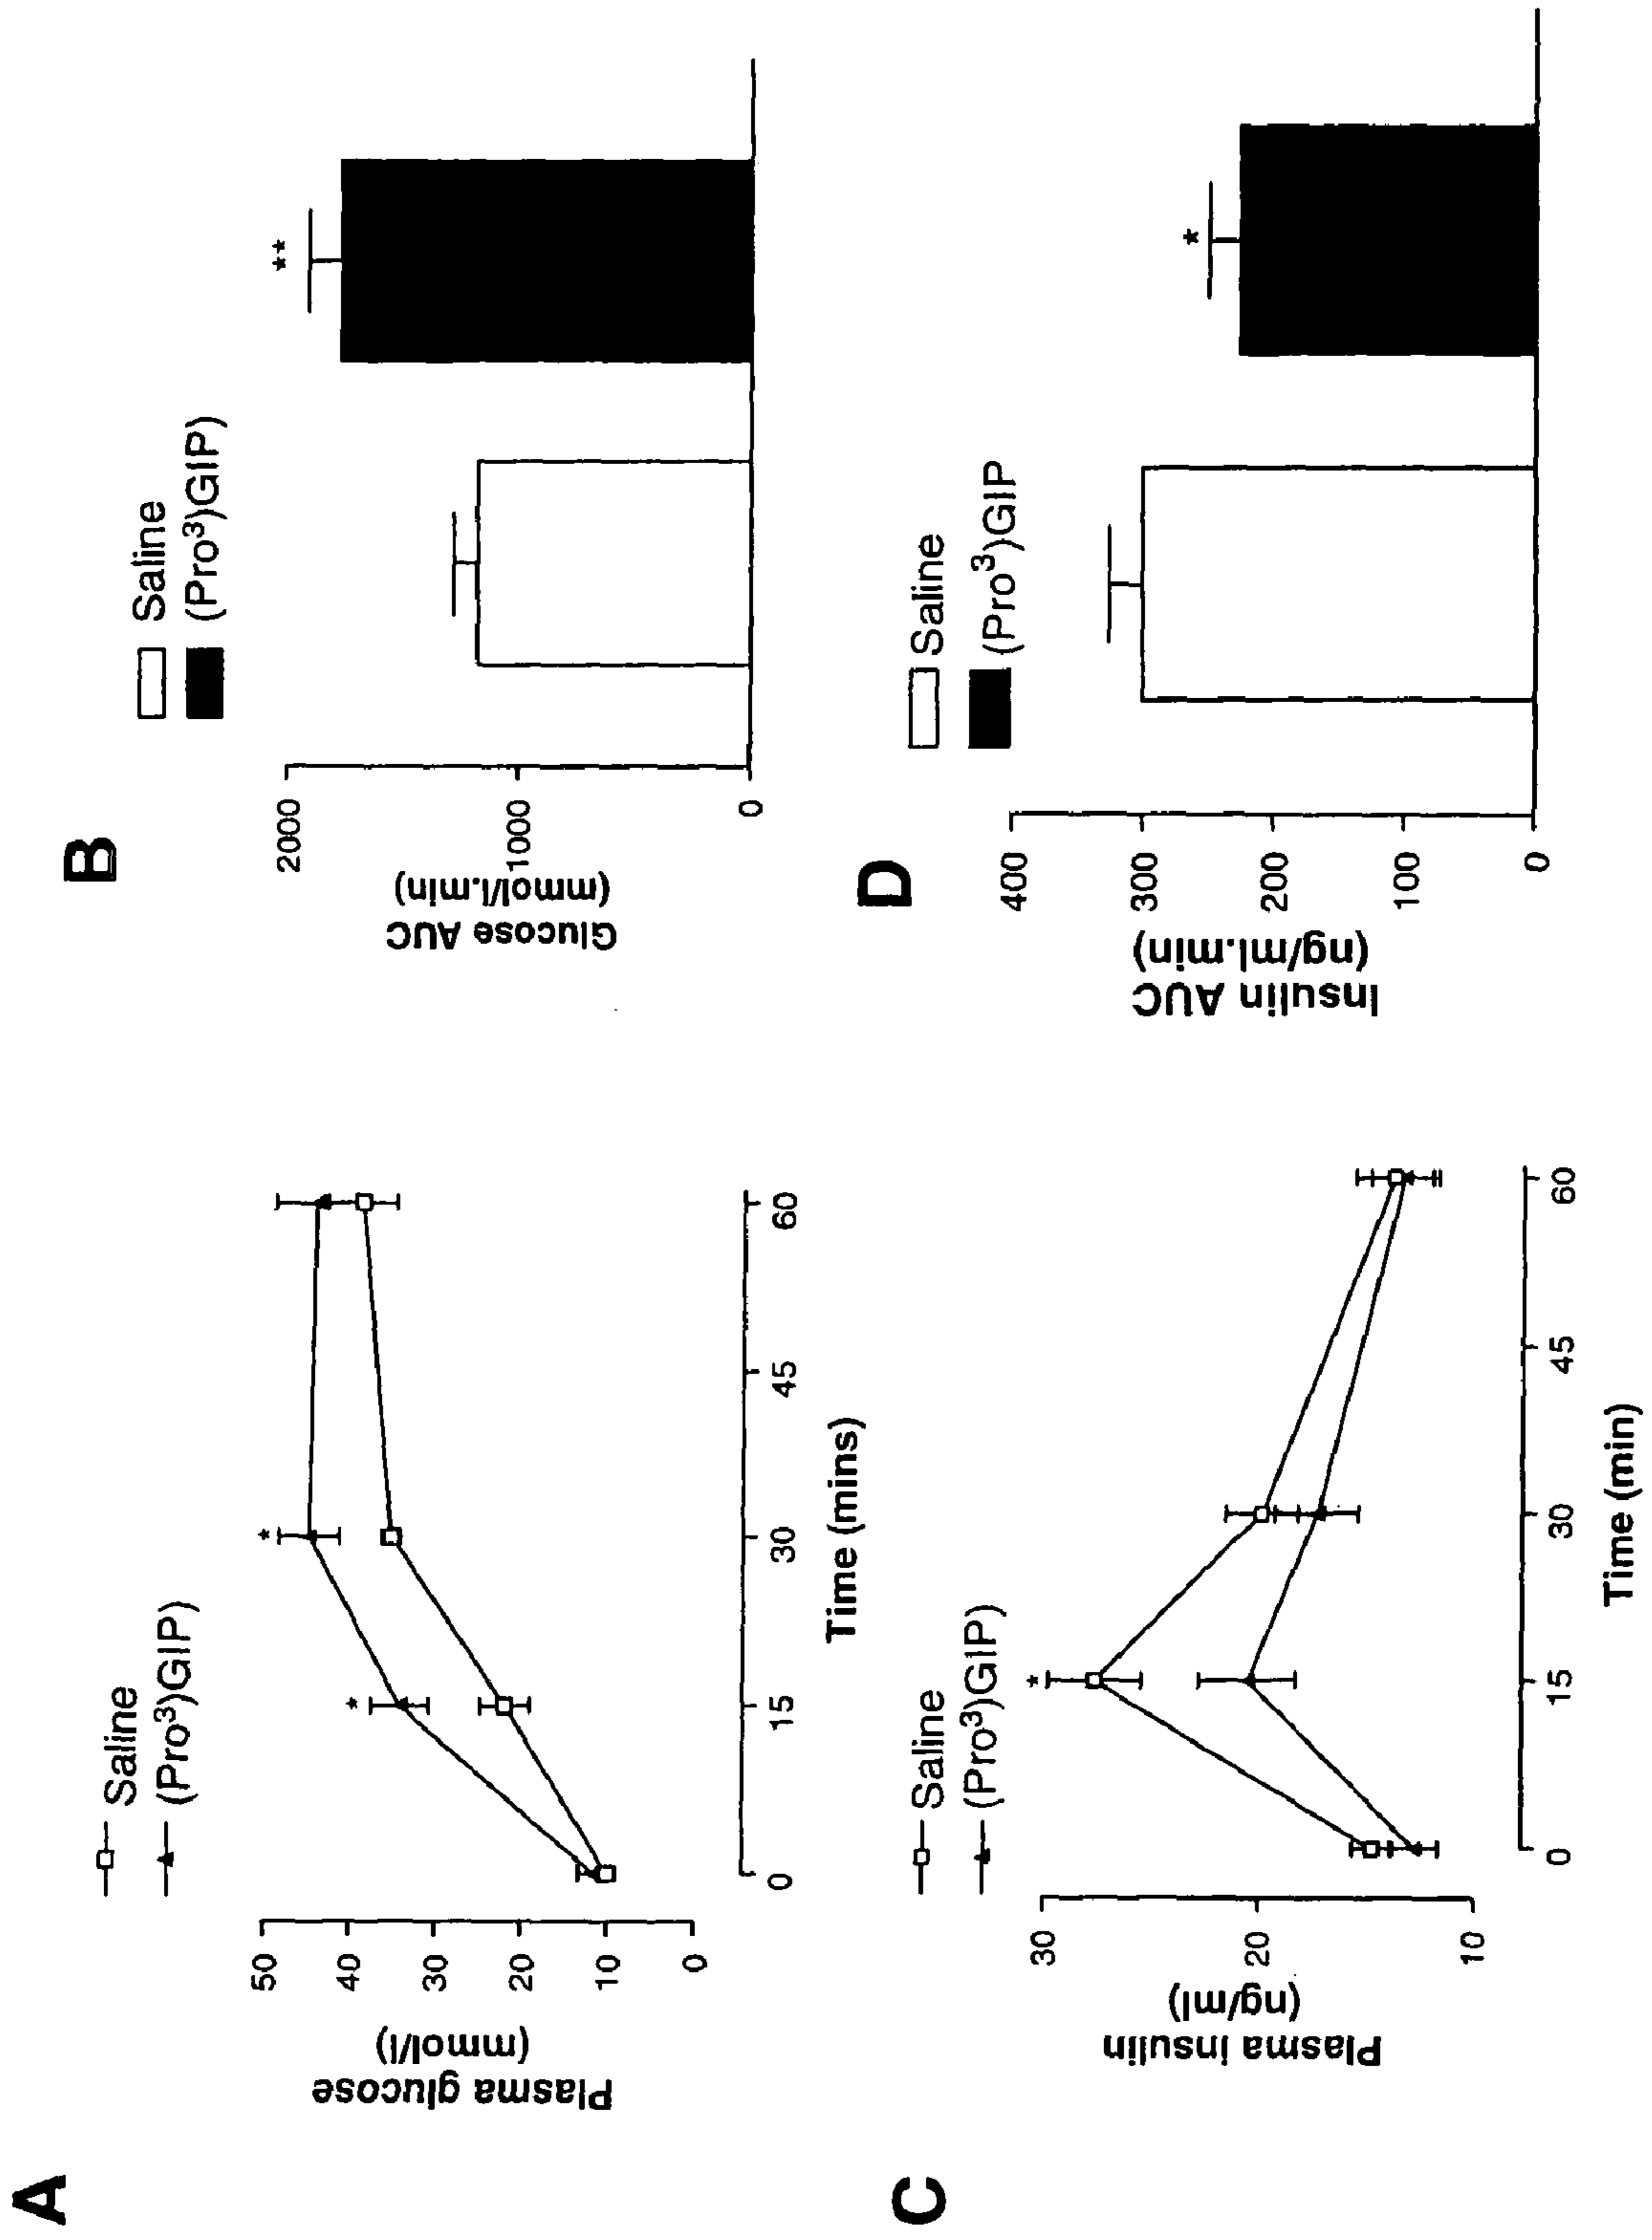 A
Saline
(Pro³)GIP)
*
*
50
40
30
20
10
0
Plasma glucose
(mmol/l)
0
15
30
45
60
Time (mins)
B
Saline
(Pro³)GIP)
**
2000
1000
0
Glucose AUC
(mmol/l.min)
C
Saline
(Pro³)GIP)
*
30
20
10
Plasma insulin
(ng/ml)
0
15
30
45
60
Time (min)
D
Saline
(Pro³)GIP
*
400
300
200
100
0
Insulin AUC
(ng/ml.min)